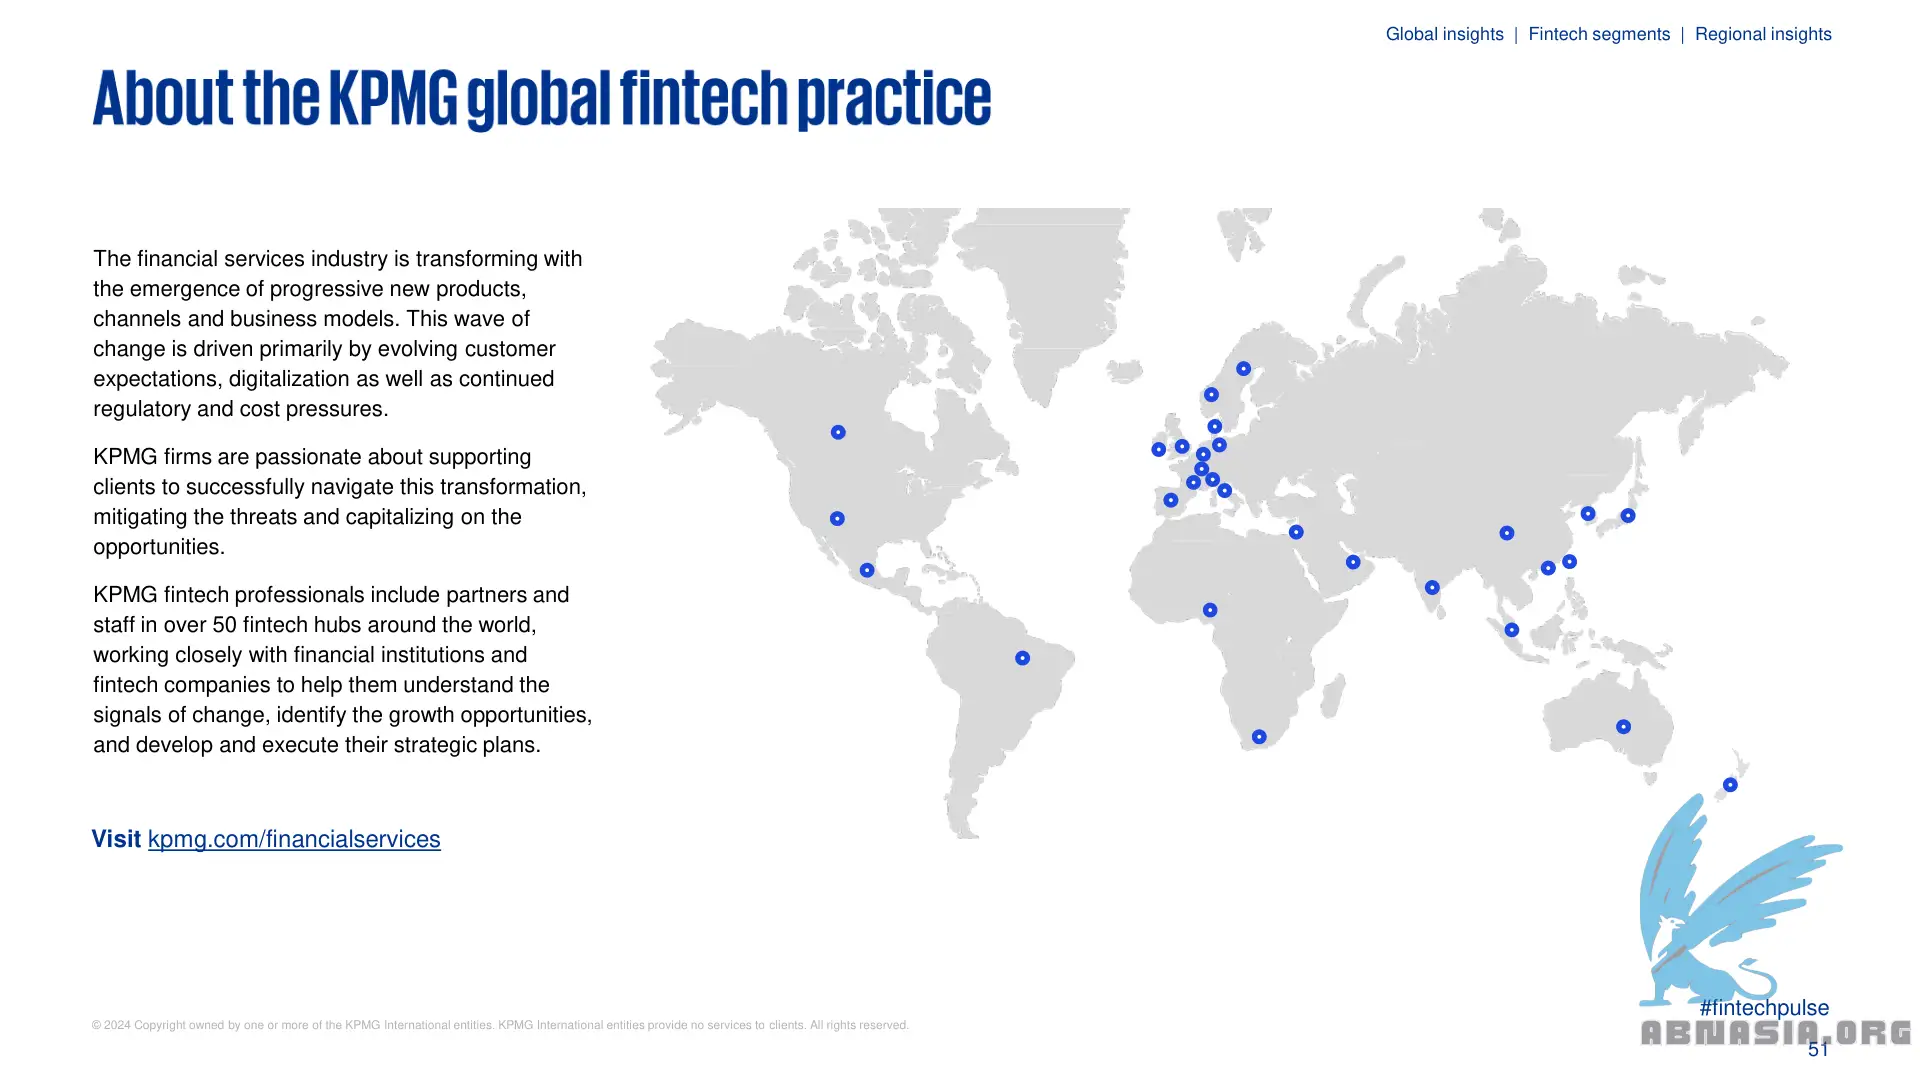 Global insights | Fintech segments | Regional insights
About the KPMG global fintech practice
The financial services industry is transforming with
the emergence of progressive new products,
channels and business models. This wave of
change is driven primarily by evolving customer
expectations, digitalization as well as continued
regulatory and cost pressures.
KPMG firms are passionate about supporting
clients to successfully navigate this transformation,
mitigating the threats and capitalizing on the
opportunities.
KPMG fintech professionals include partners and
staff in over 50 fintech hubs around the world,
working closely with financial institutions and
fintech companies to help them understand the
signals of change, identify the growth opportunities,
and develop and execute their strategic plans.
Visit kpmg.com/financialservices
#fintechpulse
© 2024 Copyright owned by one or more of the KPMG International entities. KPMG International entities provide no services to clients. All rights reserved.
ABNASIA.ORG
51